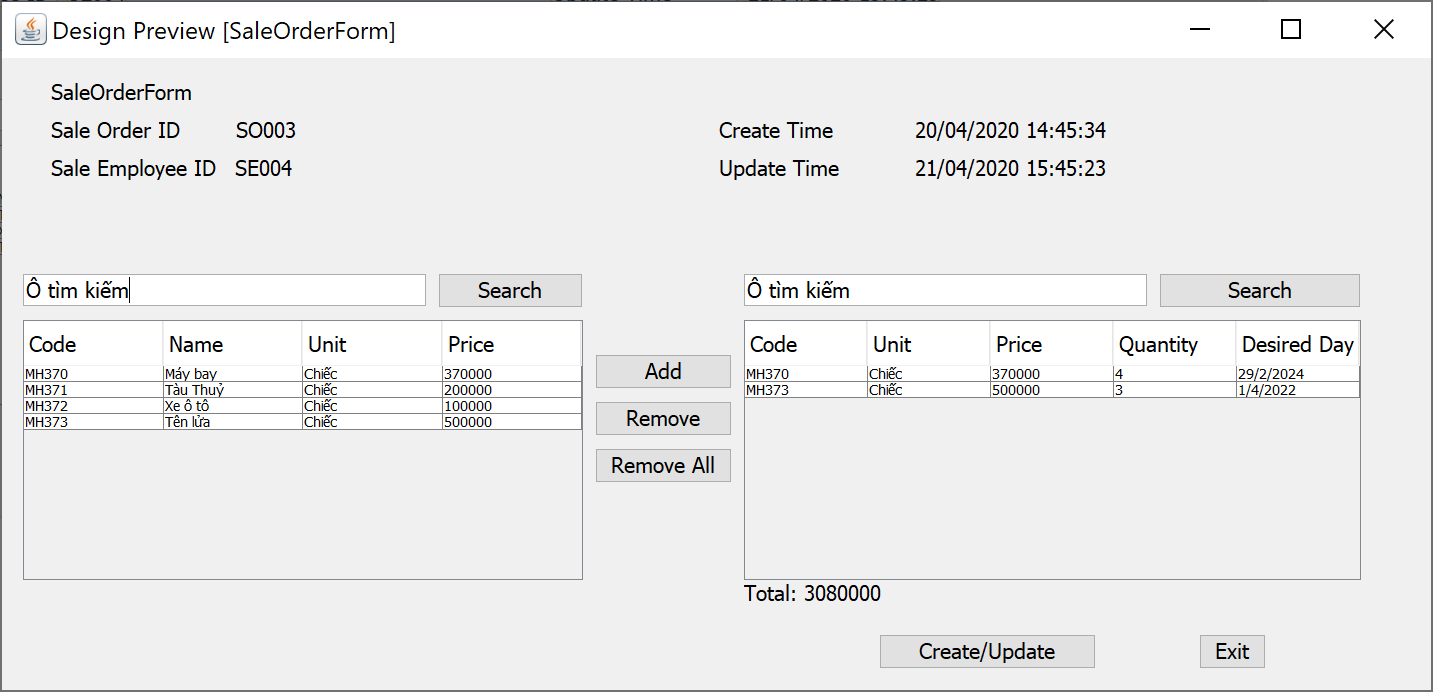 Design Preview [SaleOrderForm]
SaleOrderForm
Sale Order ID SO003 Create Time 20/04/2020 14:45:34
Sale Employee ID SE004 Update Time 21/04/2020 15:45:23
Ô tìm kiếm Search Ô tìm kiếm Search
Code Name Unit Price Code Unit Price Quantity Desired Day
MH370 Máy bay Chiếc 370000 MH370 Chiếc 370000 4 29/2/2024
MH371 Tàu Thuỷ Chiếc 200000 MH373 Chiếc 500000 3 1/4/2022
MH372 Xe ô tô Chiếc 100000
MH373 Tên lửa Chiếc 500000
Add
Remove
Remove All
Total: 3080000
Create/Update Exit